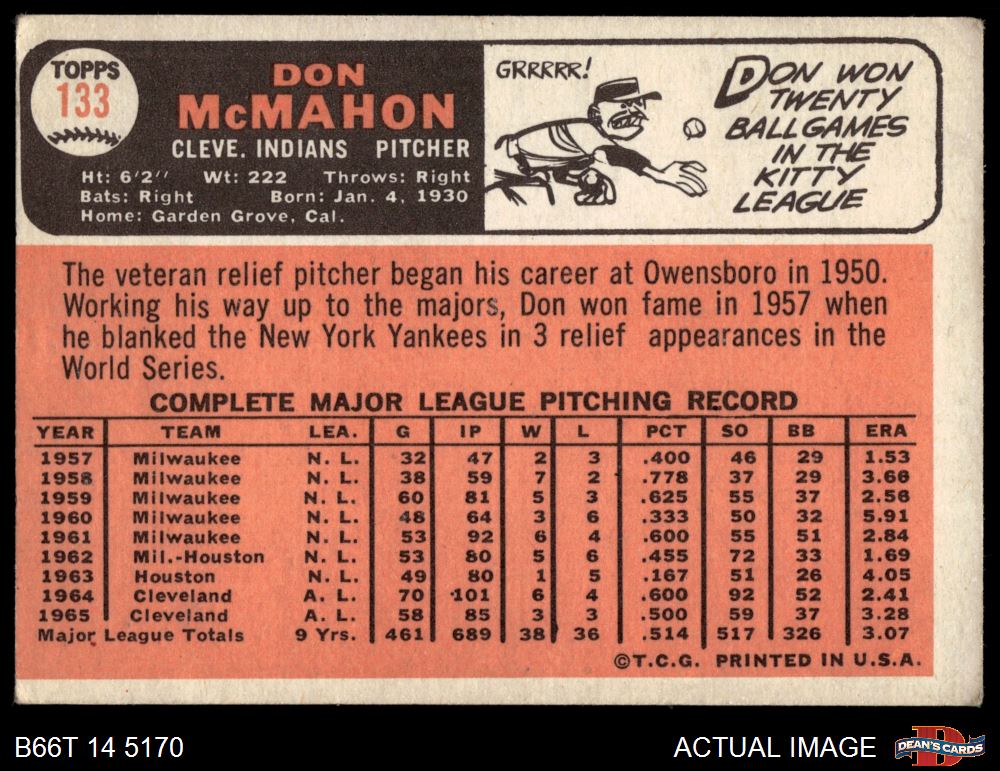 TOPPS
133
DON
McMAHON
CLEVE. INDIANS PITCHER
Ht: 6'2'' Wt: 222 Throws: Right
Bats: Right Born: Jan. 4, 1930
Home: Garden Grove, Cal.
GRRRRR!
DON WON
TWENTY
BALLGAMES
IN THE
KITTY
LEAGUE
The veteran relief pitcher began his career at Owensboro in 1950.
Working his way up to the majors, Don won fame in 1957 when
he blanked the New York Yankees in 3 relief appearances in the
World Series.
COMPLETE MAJOR LEAGUE PITCHING RECORD
YEAR TEAM LEA. G IP W L PCT SO BB ERA
1957 Milwaukee N. L. 32 47 2 3 .400 46 29 1.53
1958 Milwaukee N. L. 38 59 7 2 .778 37 29 3.66
1959 Milwaukee N. L. 60 81 5 3 .625 55 37 2.56
1960 Milwaukee N. L. 48 64 3 6 .333 50 32 5.91
1961 Milwaukee N. L. 53 92 6 4 .600 55 51 2.84
1962 Mil.-Houston N. L. 53 80 5 6 .455 72 33 1.69
1963 Houston N. L. 49 80 1 5 .167 51 26 4.05
1964 Cleveland A. L. 70 101 6 4 .600 92 52 2.41
1965 Cleveland A. L. 58 85 3 3 .500 59 37 3.28
Major League Totals 9 Yrs. 461 689 38 36 .514 517 326 3.07
©T.C.G. PRINTED IN U.S.A.
B66T 14 5170
ACTUAL IMAGE
DEAN'S CARDS